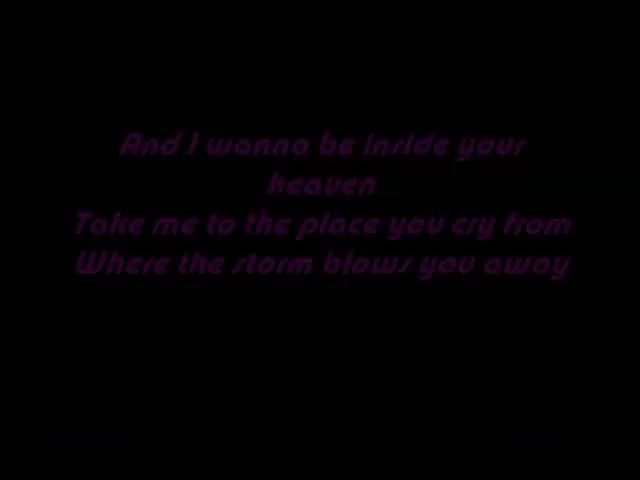 And I wanna be inside your
heaven
Take me to the place you cry from
Where the storm blows you away